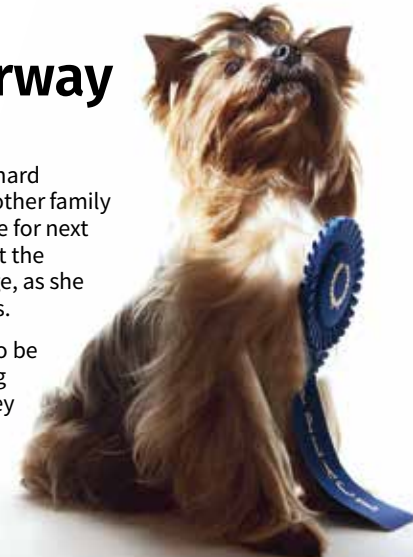 rway
hard
other family
e for next
t the
e, as she
s.
o be
g
ey